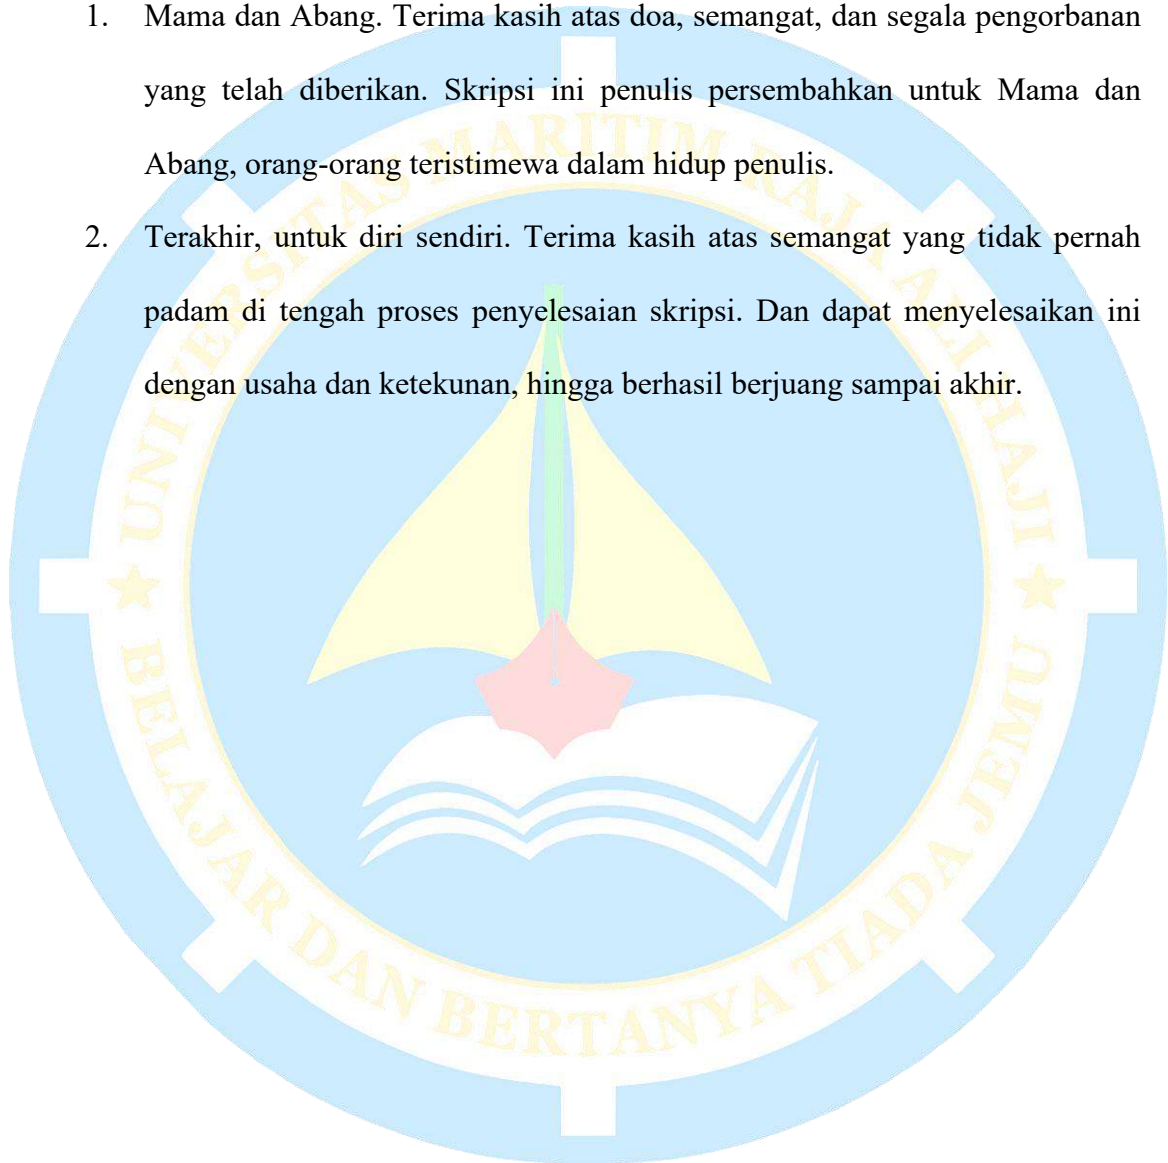 1. Mama dan Abang. Terima kasih atas doa, semangat, dan segala pengorbanan
yang telah diberikan. Skripsi ini penulis persembahkan untuk Mama dan
Abang, orang-orang teristimewa dalam hidup penulis.
2. Terakhir, untuk diri sendiri. Terima kasih atas semangat yang tidak pernah
padam di tengah proses penyelesaian skripsi. Dan dapat menyelesaikan ini
dengan usaha dan ketekunan, hingga berhasil berjuang sampai akhir.
UNIVERSITAS MARITIM RAJA ALI HAJI
BELAJAR DAN BERTANYA TIADA JEMU